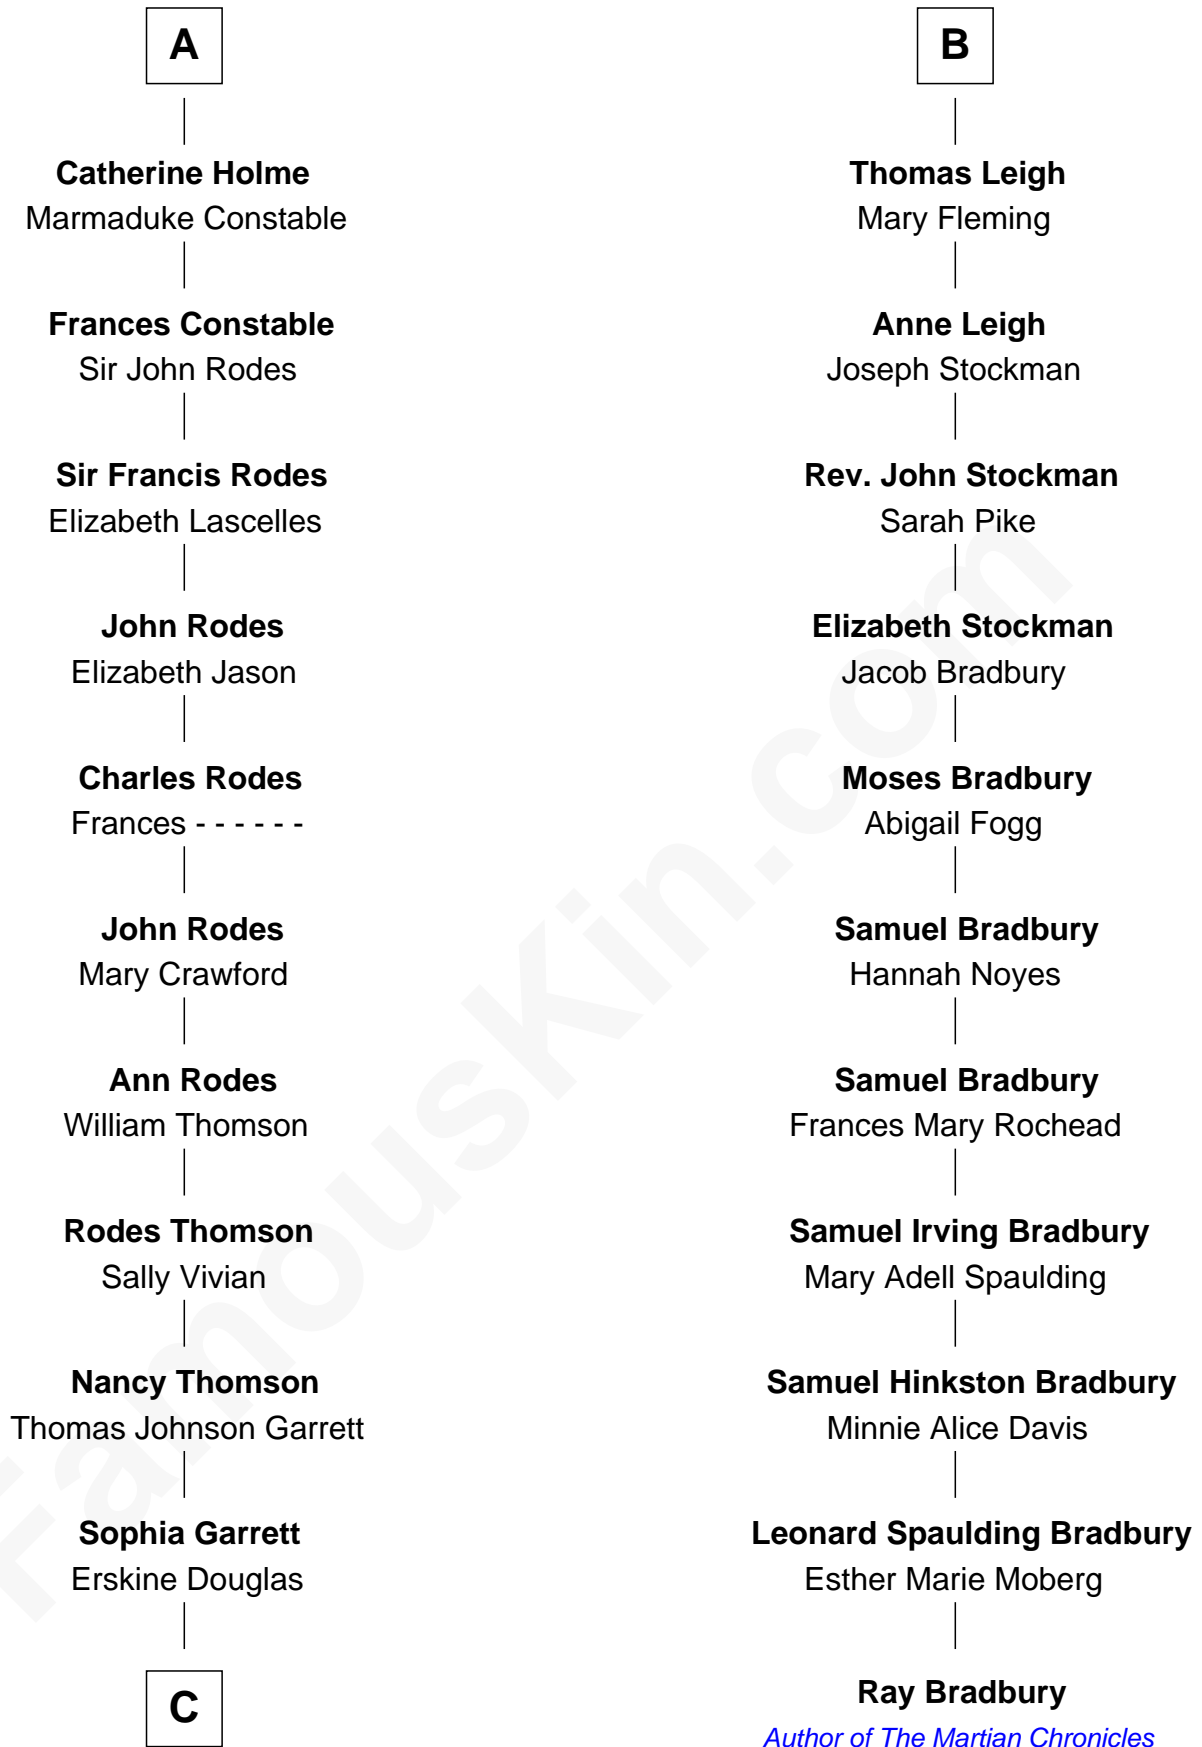 A
Catherine Holme
Marmaduke Constable
Frances Constable
Sir John Rodes
Sir Francis Rodes
Elizabeth Lascelles
John Rodes
Elizabeth Jason
Charles Rodes
Frances - - - - - -
John Rodes
Mary Crawford
Ann Rodes
William Thomson
Rodes Thomson
Sally Vivian
Nancy Thomson
Thomas Johnson Garrett
Sophia Garrett
Erskine Douglas
C
B
Thomas Leigh
Mary Fleming
Anne Leigh
Joseph Stockman
Rev. John Stockman
Sarah Pike
Elizabeth Stockman
Jacob Bradbury
Moses Bradbury
Abigail Fogg
Samuel Bradbury
Hannah Noyes
Samuel Bradbury
Frances Mary Rochead
Samuel Irving Bradbury
Mary Adell Spaulding
Samuel Hinkston Bradbury
Minnie Alice Davis
Leonard Spaulding Bradbury
Esther Marie Moberg
Ray Bradbury
Author of The Martian Chronicles
FamousKin.com